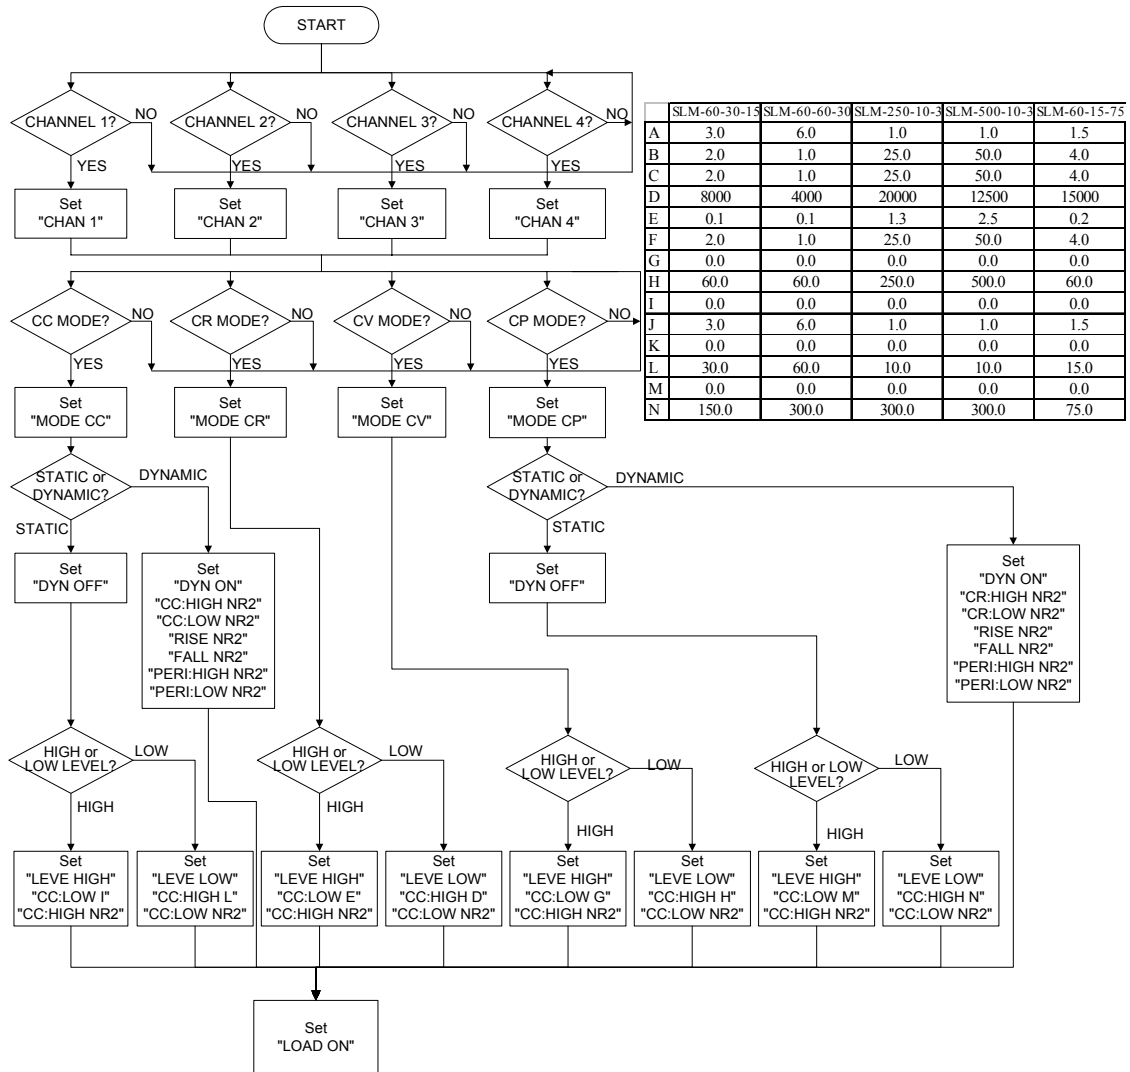 START
CHANNEL 1?
NO
CHANNEL 2?
NO
CHANNEL 3?
NO
CHANNEL 4?
NO
YES
YES
YES
YES
Set
"CHAN 1"
Set
"CHAN 2"
Set
"CHAN 3"
Set
"CHAN 4"
SLM-60-30-15 SLM-60-60-30 SLM-250-10-3 SLM-500-10-3 SLM-60-15-75
A 3.0 6.0 1.0 1.0 1.5
B 2.0 1.0 25.0 50.0 4.0
C 2.0 1.0 25.0 50.0 4.0
D 8000 4000 20000 12500 15000
E 0.1 0.1 1.3 2.5 0.2
F 2.0 1.0 25.0 50.0 4.0
G 0.0 0.0 0.0 0.0 0.0
H 60.0 60.0 250.0 500.0 60.0
I 0.0 0.0 0.0 0.0 0.0
J 3.0 6.0 1.0 1.0 1.5
K 0.0 0.0 0.0 0.0 0.0
L 30.0 60.0 10.0 10.0 15.0
M 0.0 0.0 0.0 0.0 0.0
N 150.0 300.0 300.0 300.0 75.0
CC MODE?
NO
CR MODE?
NO
CV MODE?
NO
CP MODE?
NO
YES
YES
YES
YES
Set
"MODE CC"
Set
"MODE CR"
Set
"MODE CV"
Set
"MODE CP"
STATIC or
DYNAMIC?
DYNAMIC
STATIC
STATIC or
DYNAMIC?
DYNAMIC
STATIC
Set
"DYN OFF"
Set
"DYN ON"
"CC:HIGH NR2"
"CC:LOW NR2"
"RISE NR2"
"FALL NR2"
"PERI:HIGH NR2"
"PERI:LOW NR2"
Set
"DYN OFF"
Set
"DYN ON"
"CR:HIGH NR2"
"CR:LOW NR2"
"RISE NR2"
"FALL NR2"
"PERI:HIGH NR2"
"PERI:LOW NR2"
HIGH or
LOW LEVEL?
LOW
HIGH
HIGH or
LOW LEVEL?
LOW
HIGH
HIGH or
LOW LEVEL?
LOW
HIGH
HIGH or LOW
LEVEL?
LOW
HIGH
Set
"LEVE HIGH"
"CC:LOW I"
"CC:HIGH NR2"
Set
"LEVE LOW"
"CC:HIGH L"
"CC:LOW NR2"
Set
"LEVE HIGH"
"CC:LOW E"
"CC:HIGH NR2"
Set
"LEVE LOW"
"CC:HIGH D"
"CC:LOW NR2"
Set
"LEVE HIGH"
"CC:LOW G"
"CC:HIGH NR2"
Set
"LEVE LOW"
"CC:HIGH H"
"CC:LOW NR2"
Set
"LEVE HIGH"
"CC:LOW M"
"CC:HIGH NR2"
Set
"LEVE LOW"
"CC:HIGH N"
"CC:LOW NR2"
Set
"LOAD ON"